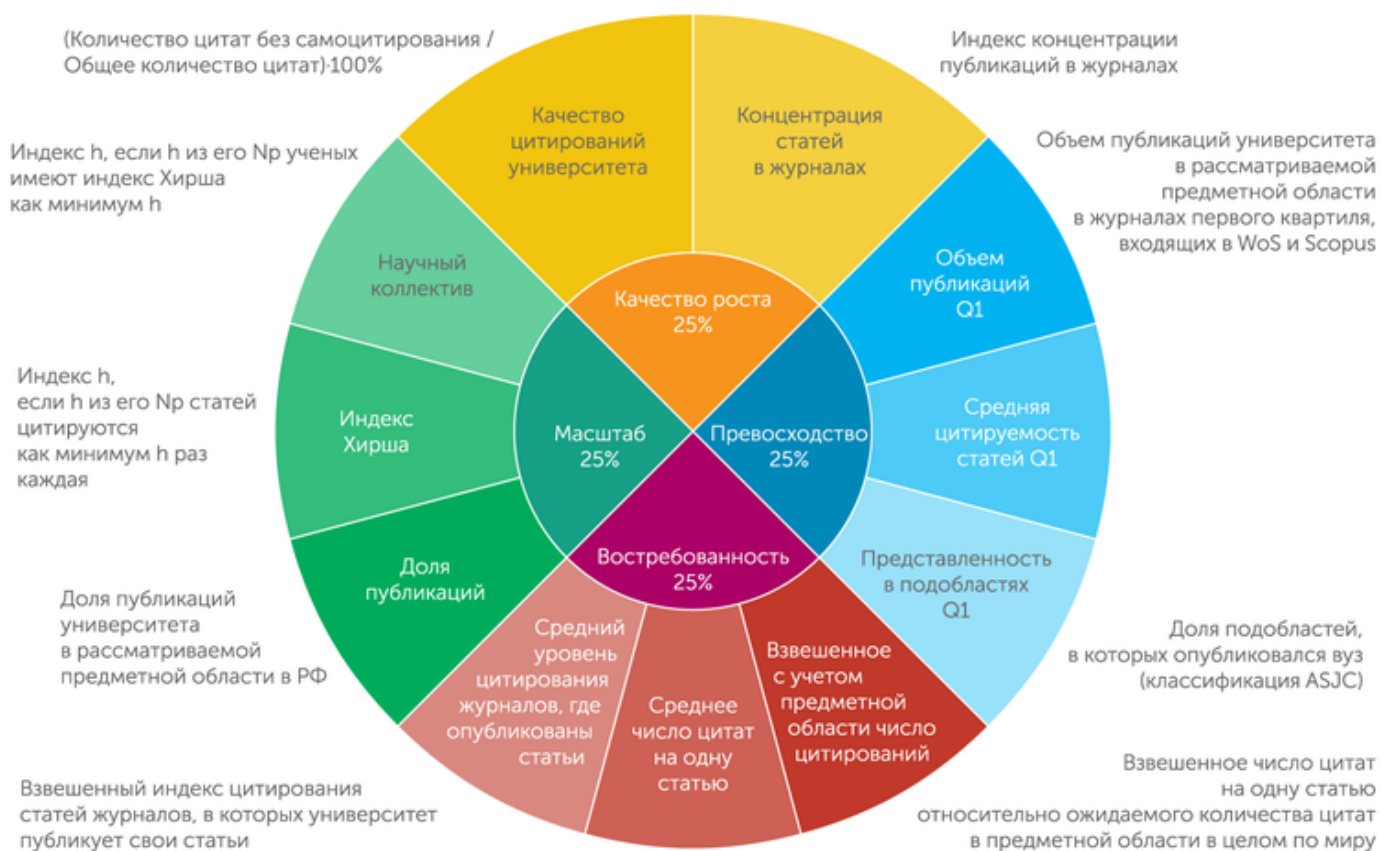 (Количество цитат без самоцитирования /
Общее количество цитат)·100%
Индекс концентрации
публикаций в журналах
Качество
цитирований
университета
Концентрация
статей
в журналах
Индекс h, если h из его Np ученых
имеют индекс Хирша
как минимум h
Объем публикаций университета
в рассматриваемой
предметной области
в журналах первого квартиля,
входящих в WoS и Scopus
Научный
коллектив
Объем
публикаций
Q1
Качество роста
25%
Индекс h,
если h из его Np статей
цитируются
как минимум h раз
каждая
Индекс
Хирша
Масштаб
25%
Превосходство
25%
Средняя
цитируемость
статей Q1
Востребованность
25%
Доля
публикаций
Представленность
в подобластях
Q1
Доля публикаций
университета
в рассматриваемой
предметной области в РФ
Средний
уровень
цитирования
журналов, где
опубликованы
статьи
Среднее
число цитат
на одну
статью
Взвешенное
с учетом
предметной
области число
цитирований
Доля подобластей,
в которых опубликовался вуз
(классификация ASJC)
Взвешенный индекс цитирования
статей журналов, в которых университет
публикует свои статьи
Взвешенное число цитат
на одну статью
относительно ожидаемого количества цитат
в предметной области в целом по миру